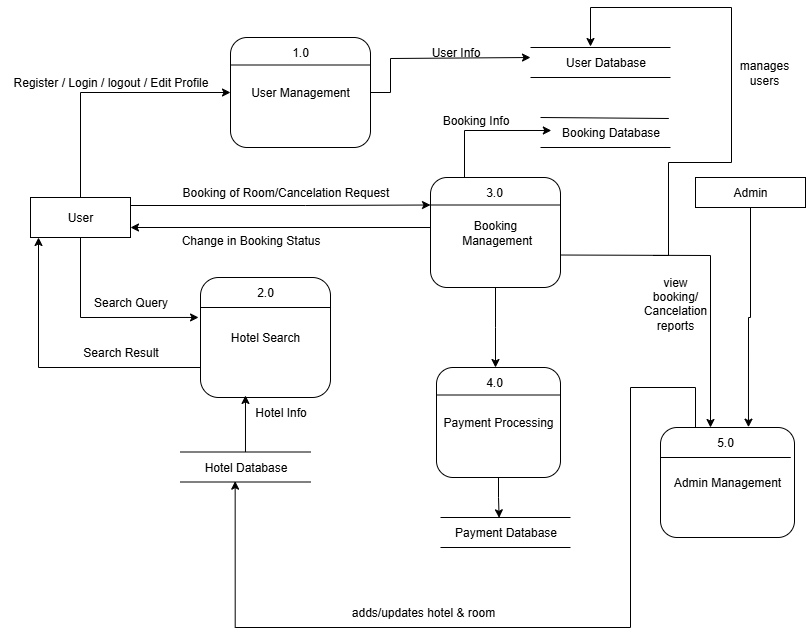 1.0
User Info
User Database
manages
users
Register / Login / logout / Edit Profile
User Management
Booking Info
Booking Database
Booking of Room/Cancelation Request
3.0
Admin
User
Booking
Management
Change in Booking Status
view
booking/
Cancelation
reports
2.0
Search Query
Hotel Search
Search Result
4.0
Hotel Info
Payment Processing
5.0
Hotel Database
Admin Management
Payment Database
adds/updates hotel & room